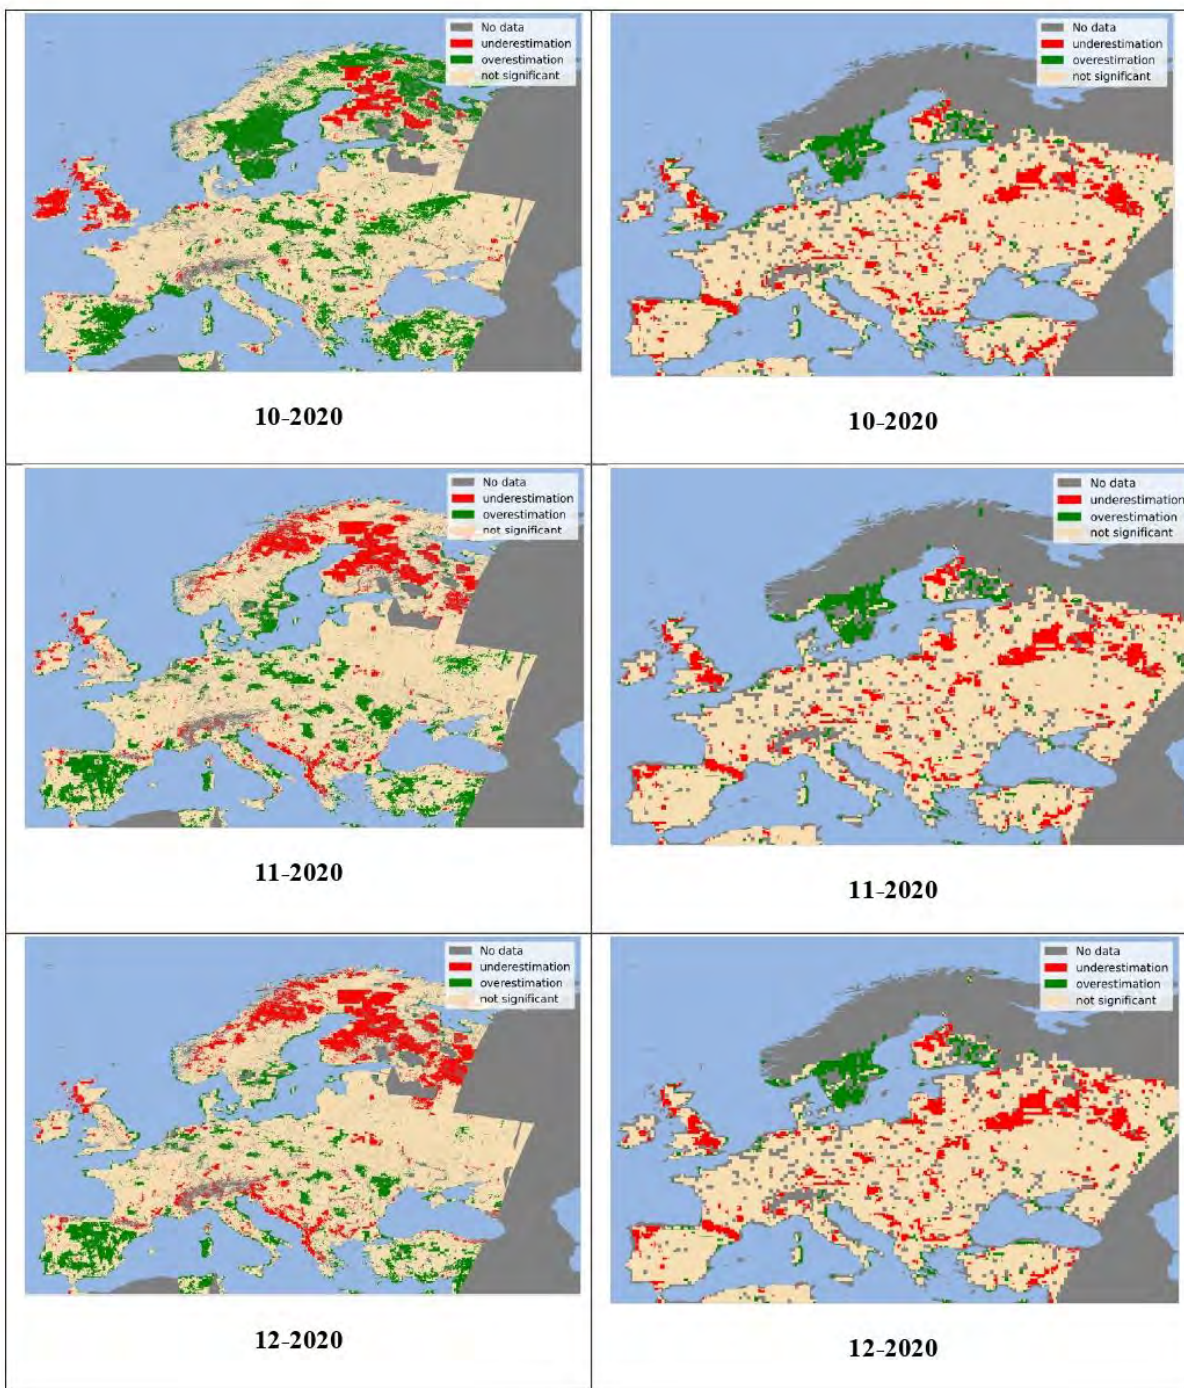 No data
underestimation
overestimation
not significant
10-2020
No data
underestimation
overestimation
not significant
10-2020
No data
underestimation
overestimation
not significant
11-2020
No data
underestimation
overestimation
not significant
11-2020
No data
underestimation
overestimation
not significant
12-2020
No data
underestimation
overestimation
not significant
12-2020